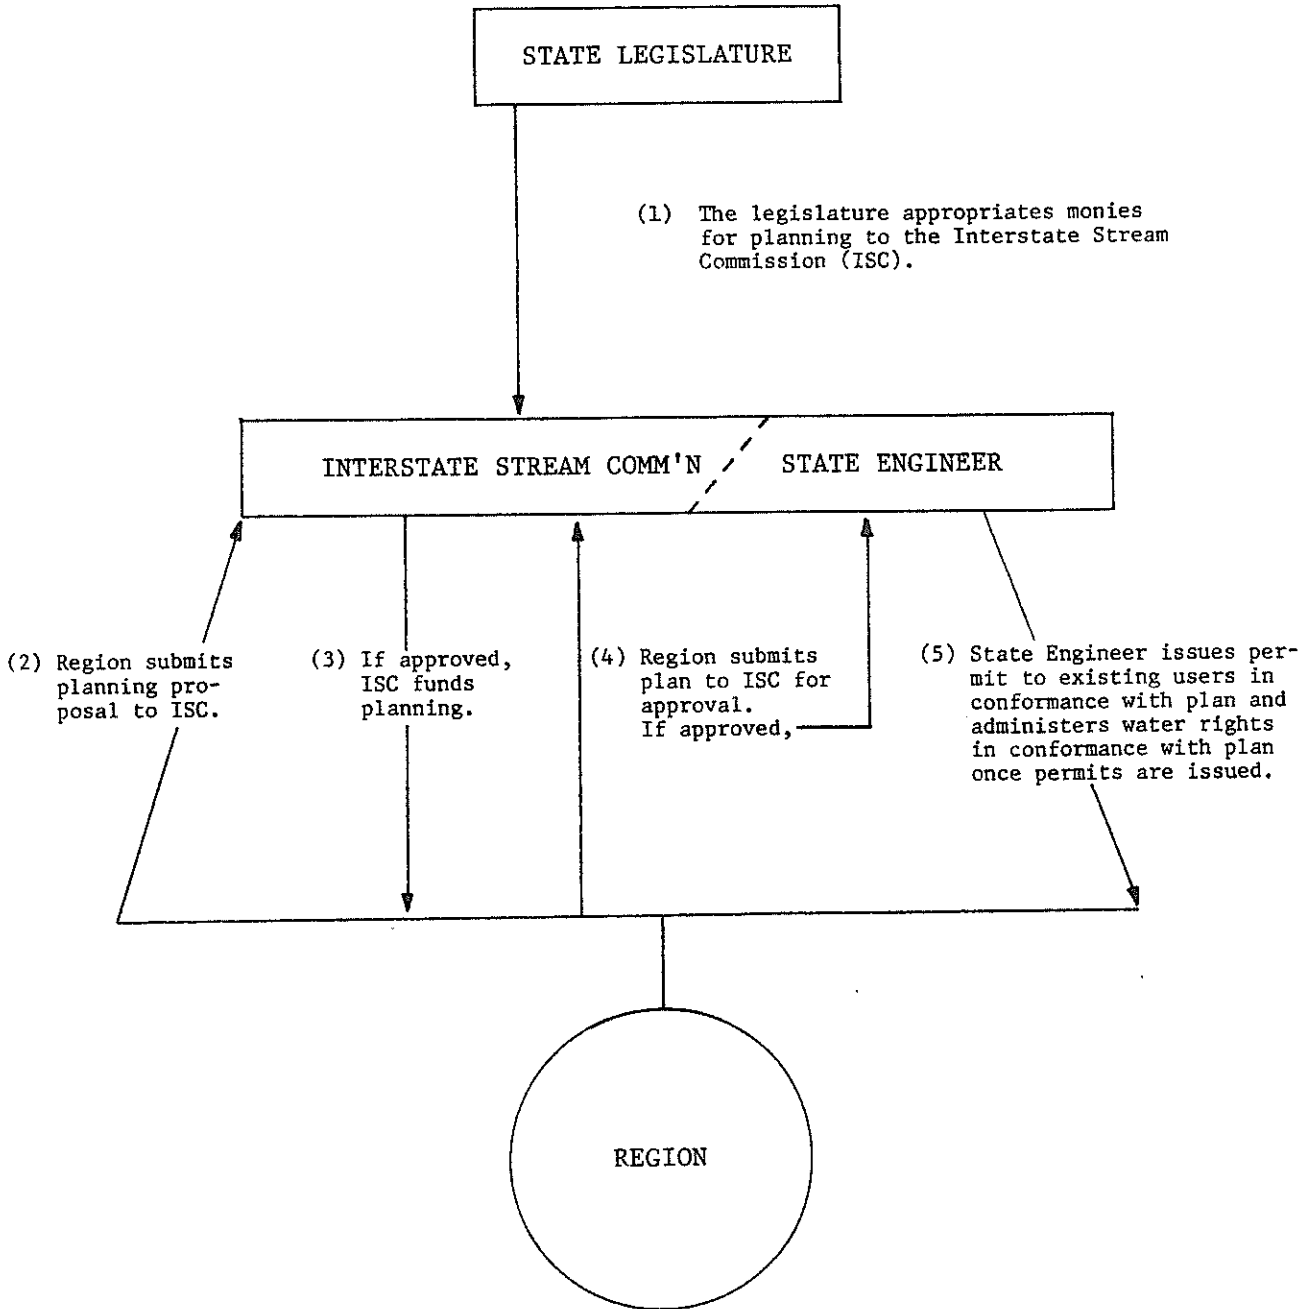 STATE LEGISLATURE
(1) The legislature appropriates monies
for planning to the Interstate Stream
Commission (ISC).
INTERSTATE STREAM COMM'N
STATE ENGINEER
(2) Region submits
planning pro-
posal to ISC.
(3) If approved,
ISC funds
planning.
(4) Region submits
plan to ISC for
approval.
If approved,
(5) State Engineer issues per-
mit to existing users in
conformance with plan and
administers water rights
in conformance with plan
once permits are issued.
REGION